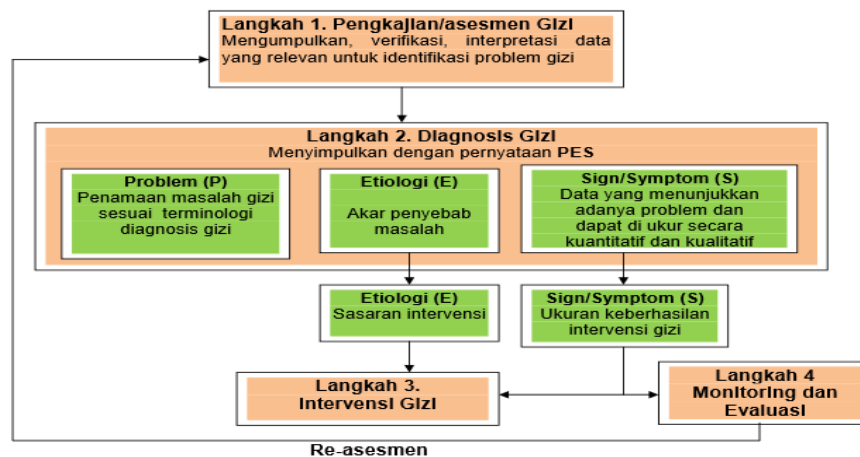 Langkah 1. Pengkajian/asesmen Gizi
Mengumpulkan, verifikasi, interpretasi data
yang relevan untuk identifikasi problem gizi
Langkah 2. Diagnosis Gizi
Menyimpulkan dengan pernyataan PES
Problem (P)
Penamaan masalah gizi
sesuai terminologi
diagnosis gizi
Etiologi (E)
Akar penyebab
masalah
Sign/Symptom (S)
Data yang menunjukkan
adanya problem dan
dapat di ukur secara
kuantitatif dan kualitatif
Etiologi (E)
Sasaran intervensi
Sign/Symptom (S)
Ukuran keberhasilan
intervensi gizi
Langkah 3.
Intervensi Gizi
Langkah 4
Monitoring dan
Evaluasi
Re-asesmen